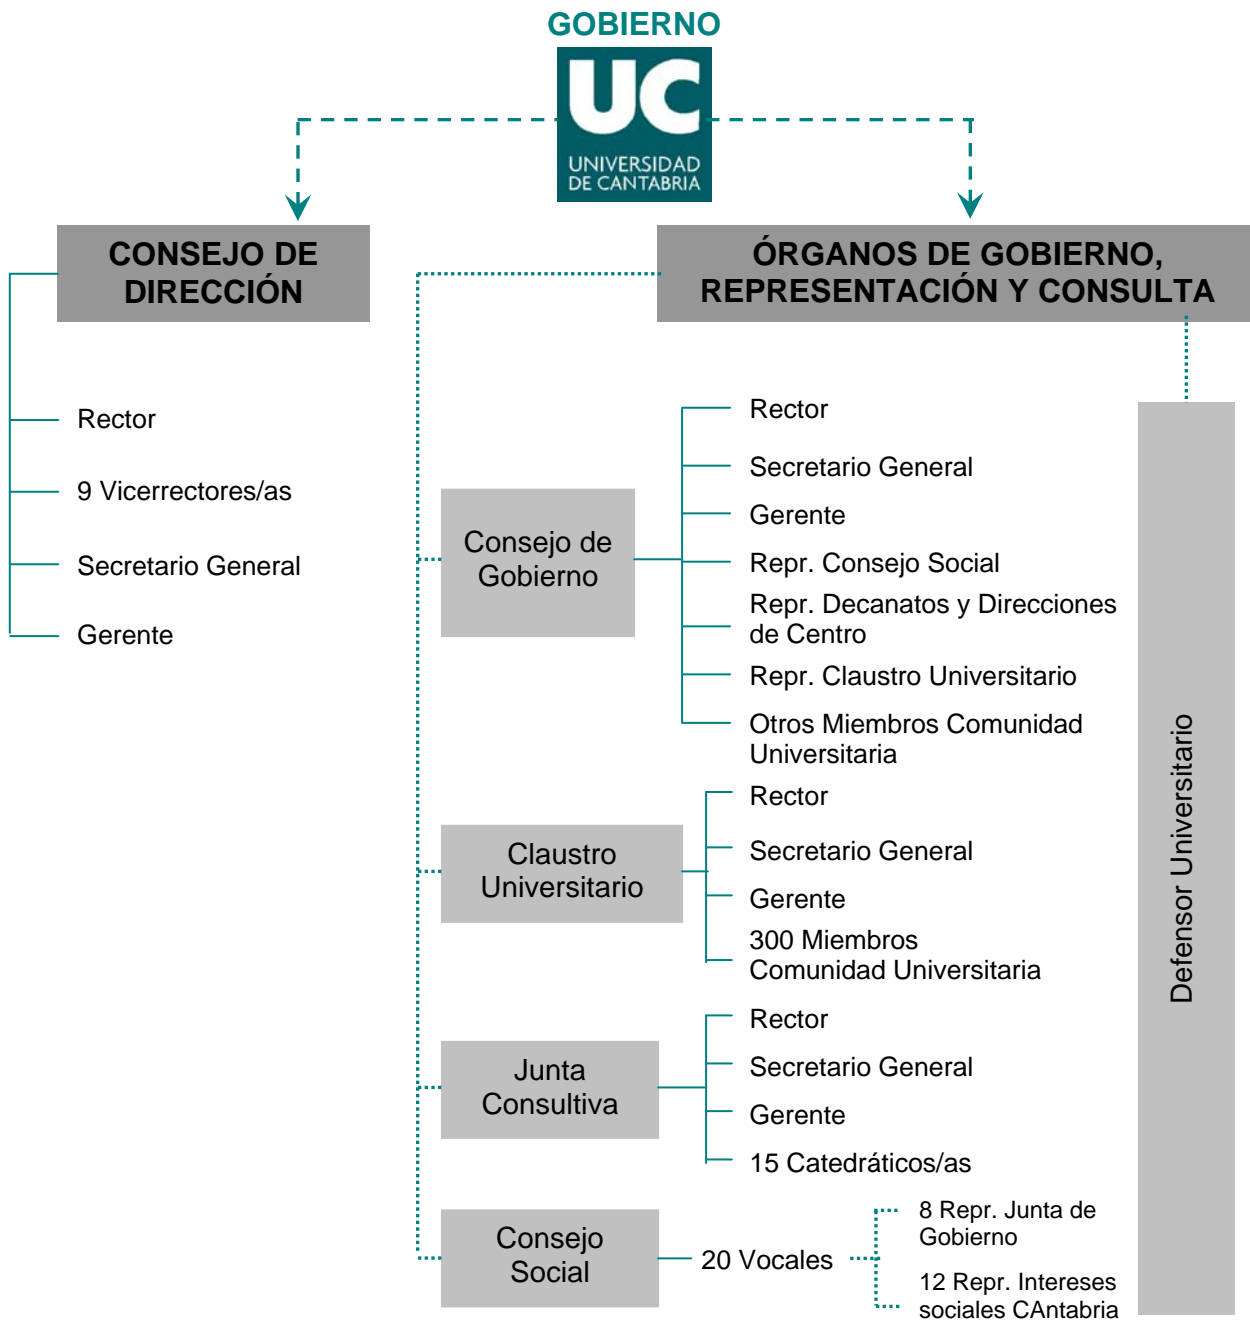 GOBIERNO
UC
UNIVERSIDAD
DE CANTABRIA
CONSEJO DE
DIRECCIÓN
Rector
9 Vicerrectores/as
Secretario General
Gerente
ÓRGANOS DE GOBIERNO,
REPRESENTACIÓN Y CONSULTA
Consejo de
Gobierno
Rector
Secretario General
Gerente
Repr. Consejo Social
Repr. Decanatos y Direcciones
de Centro
Repr. Claustro Universitario
Otros Miembros Comunidad
Universitaria
Claustro
Universitario
Rector
Secretario General
Gerente
300 Miembros
Comunidad Universitaria
Junta
Consultiva
Rector
Secretario General
Gerente
15 Catedráticos/as
Consejo
Social
20 Vocales
8 Repr. Junta de
Gobierno
12 Repr. Intereses
sociales CAntabria
Defensor Universitario